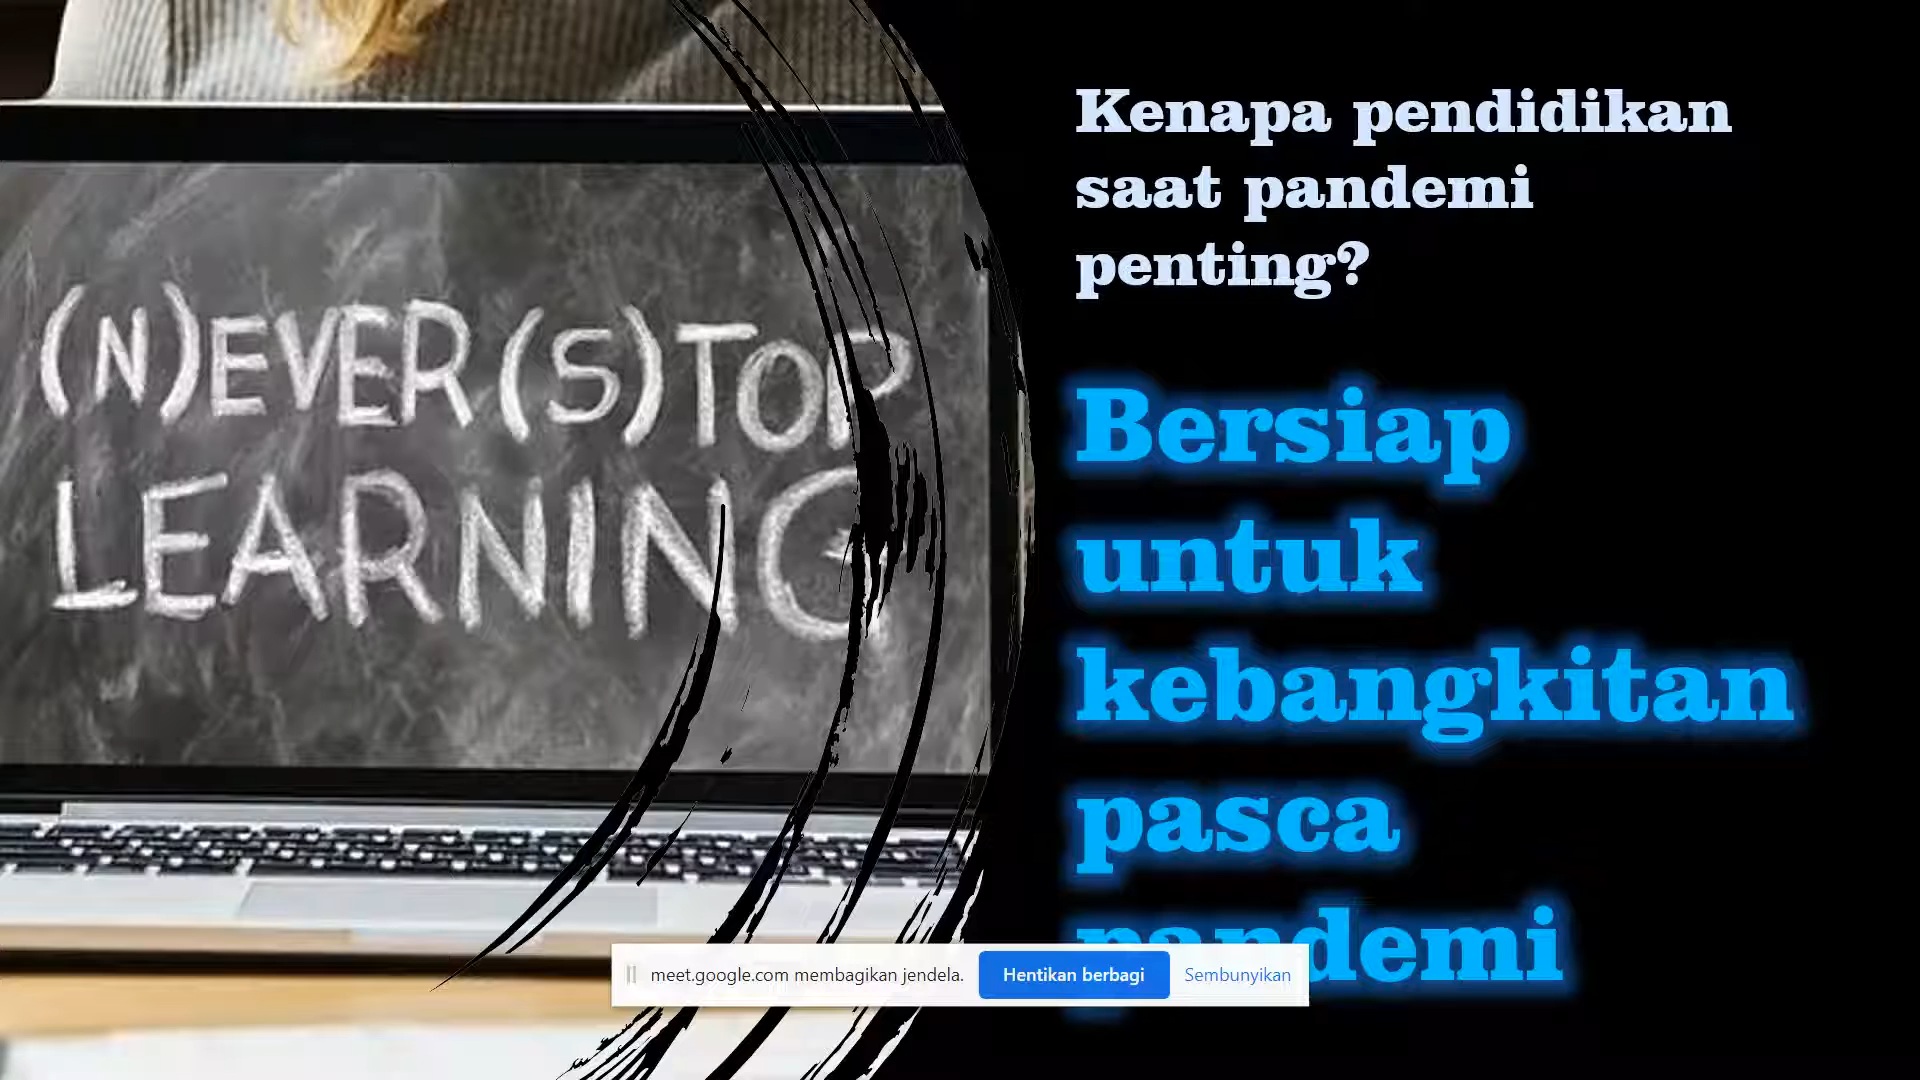 (N)EVER (S)TOP
LEARNING
Kenapa pendidikan
saat pandemi
penting?
Bersiap
untuk
kebangkitan
pasca
pandemi
meet.google.com membagikan jendela.
Hentikan berbagi
Sembunyikan